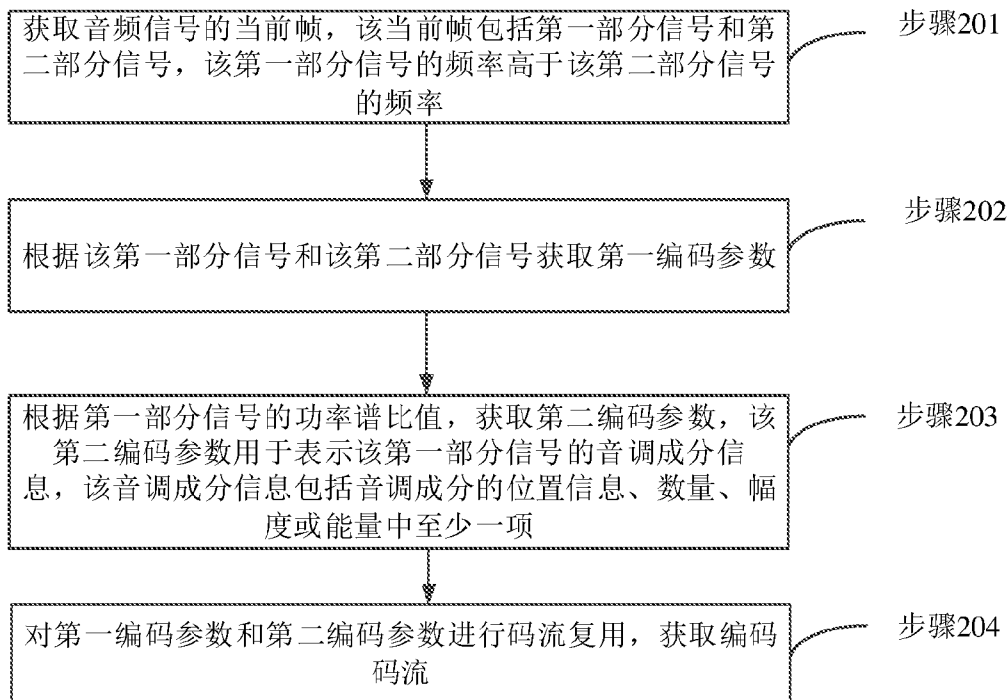 获取音频信号的当前帧，该当前帧包括第一部分信号和第
二部分信号，该第一部分信号的频率高于该第二部分信号
的频率
步骤201
根据该第一部分信号和该第二部分信号获取第一编码参数
步骤202
根据第一部分信号的功率谱比值，获取第二编码参数，该
第二编码参数用于表示该第一部分信号的音调成分信
息，该音调成分信息包括音调成分的位置信息、数量、幅
度或能量中至少一项
步骤203
对第一编码参数和第二编码参数进行码流复用，获取编码
码流
步骤204